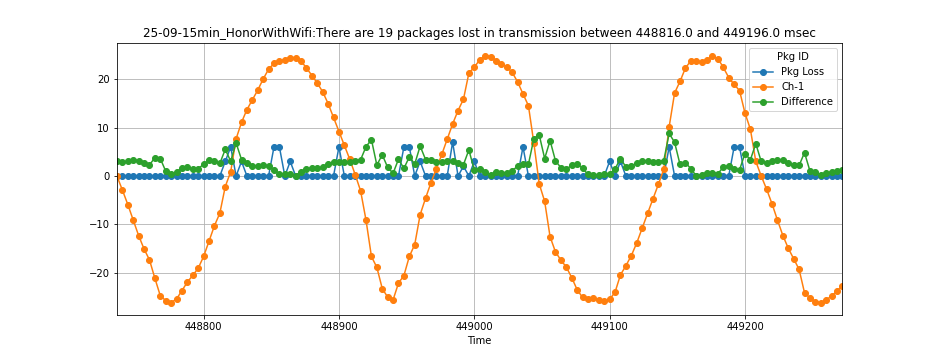 25-09-15min_HonorWithWifi:There are 19 packages lost in transmission between 448816.0 and 449196.0 msec
Pkg ID
Pkg Loss
Ch-1
Difference
20
10
0
−10
−20
448800 448900 449000 449100 449200
Time